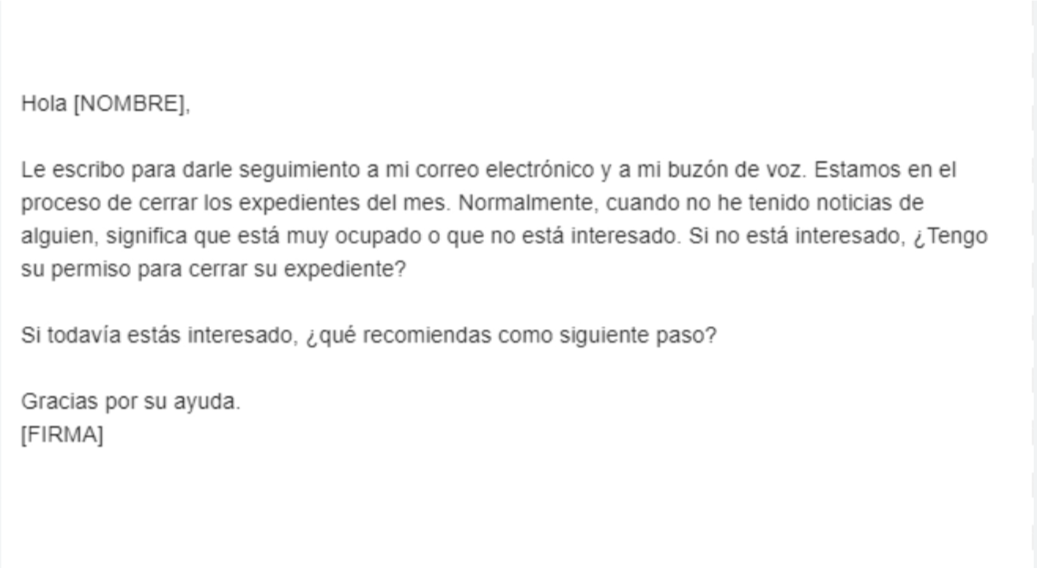 Hola [NOMBRE],
Le escribo para darle seguimiento a mi correo electrónico y a mi buzón de voz. Estamos en el
proceso de cerrar los expedientes del mes. Normalmente, cuando no he tenido noticias de
alguien, significa que está muy ocupado o que no está interesado. Si no está interesado, ¿Tengo
su permiso para cerrar su expediente?
Si todavía estás interesado, ¿qué recomiendas como siguiente paso?
Gracias por su ayuda.
[FIRMA]